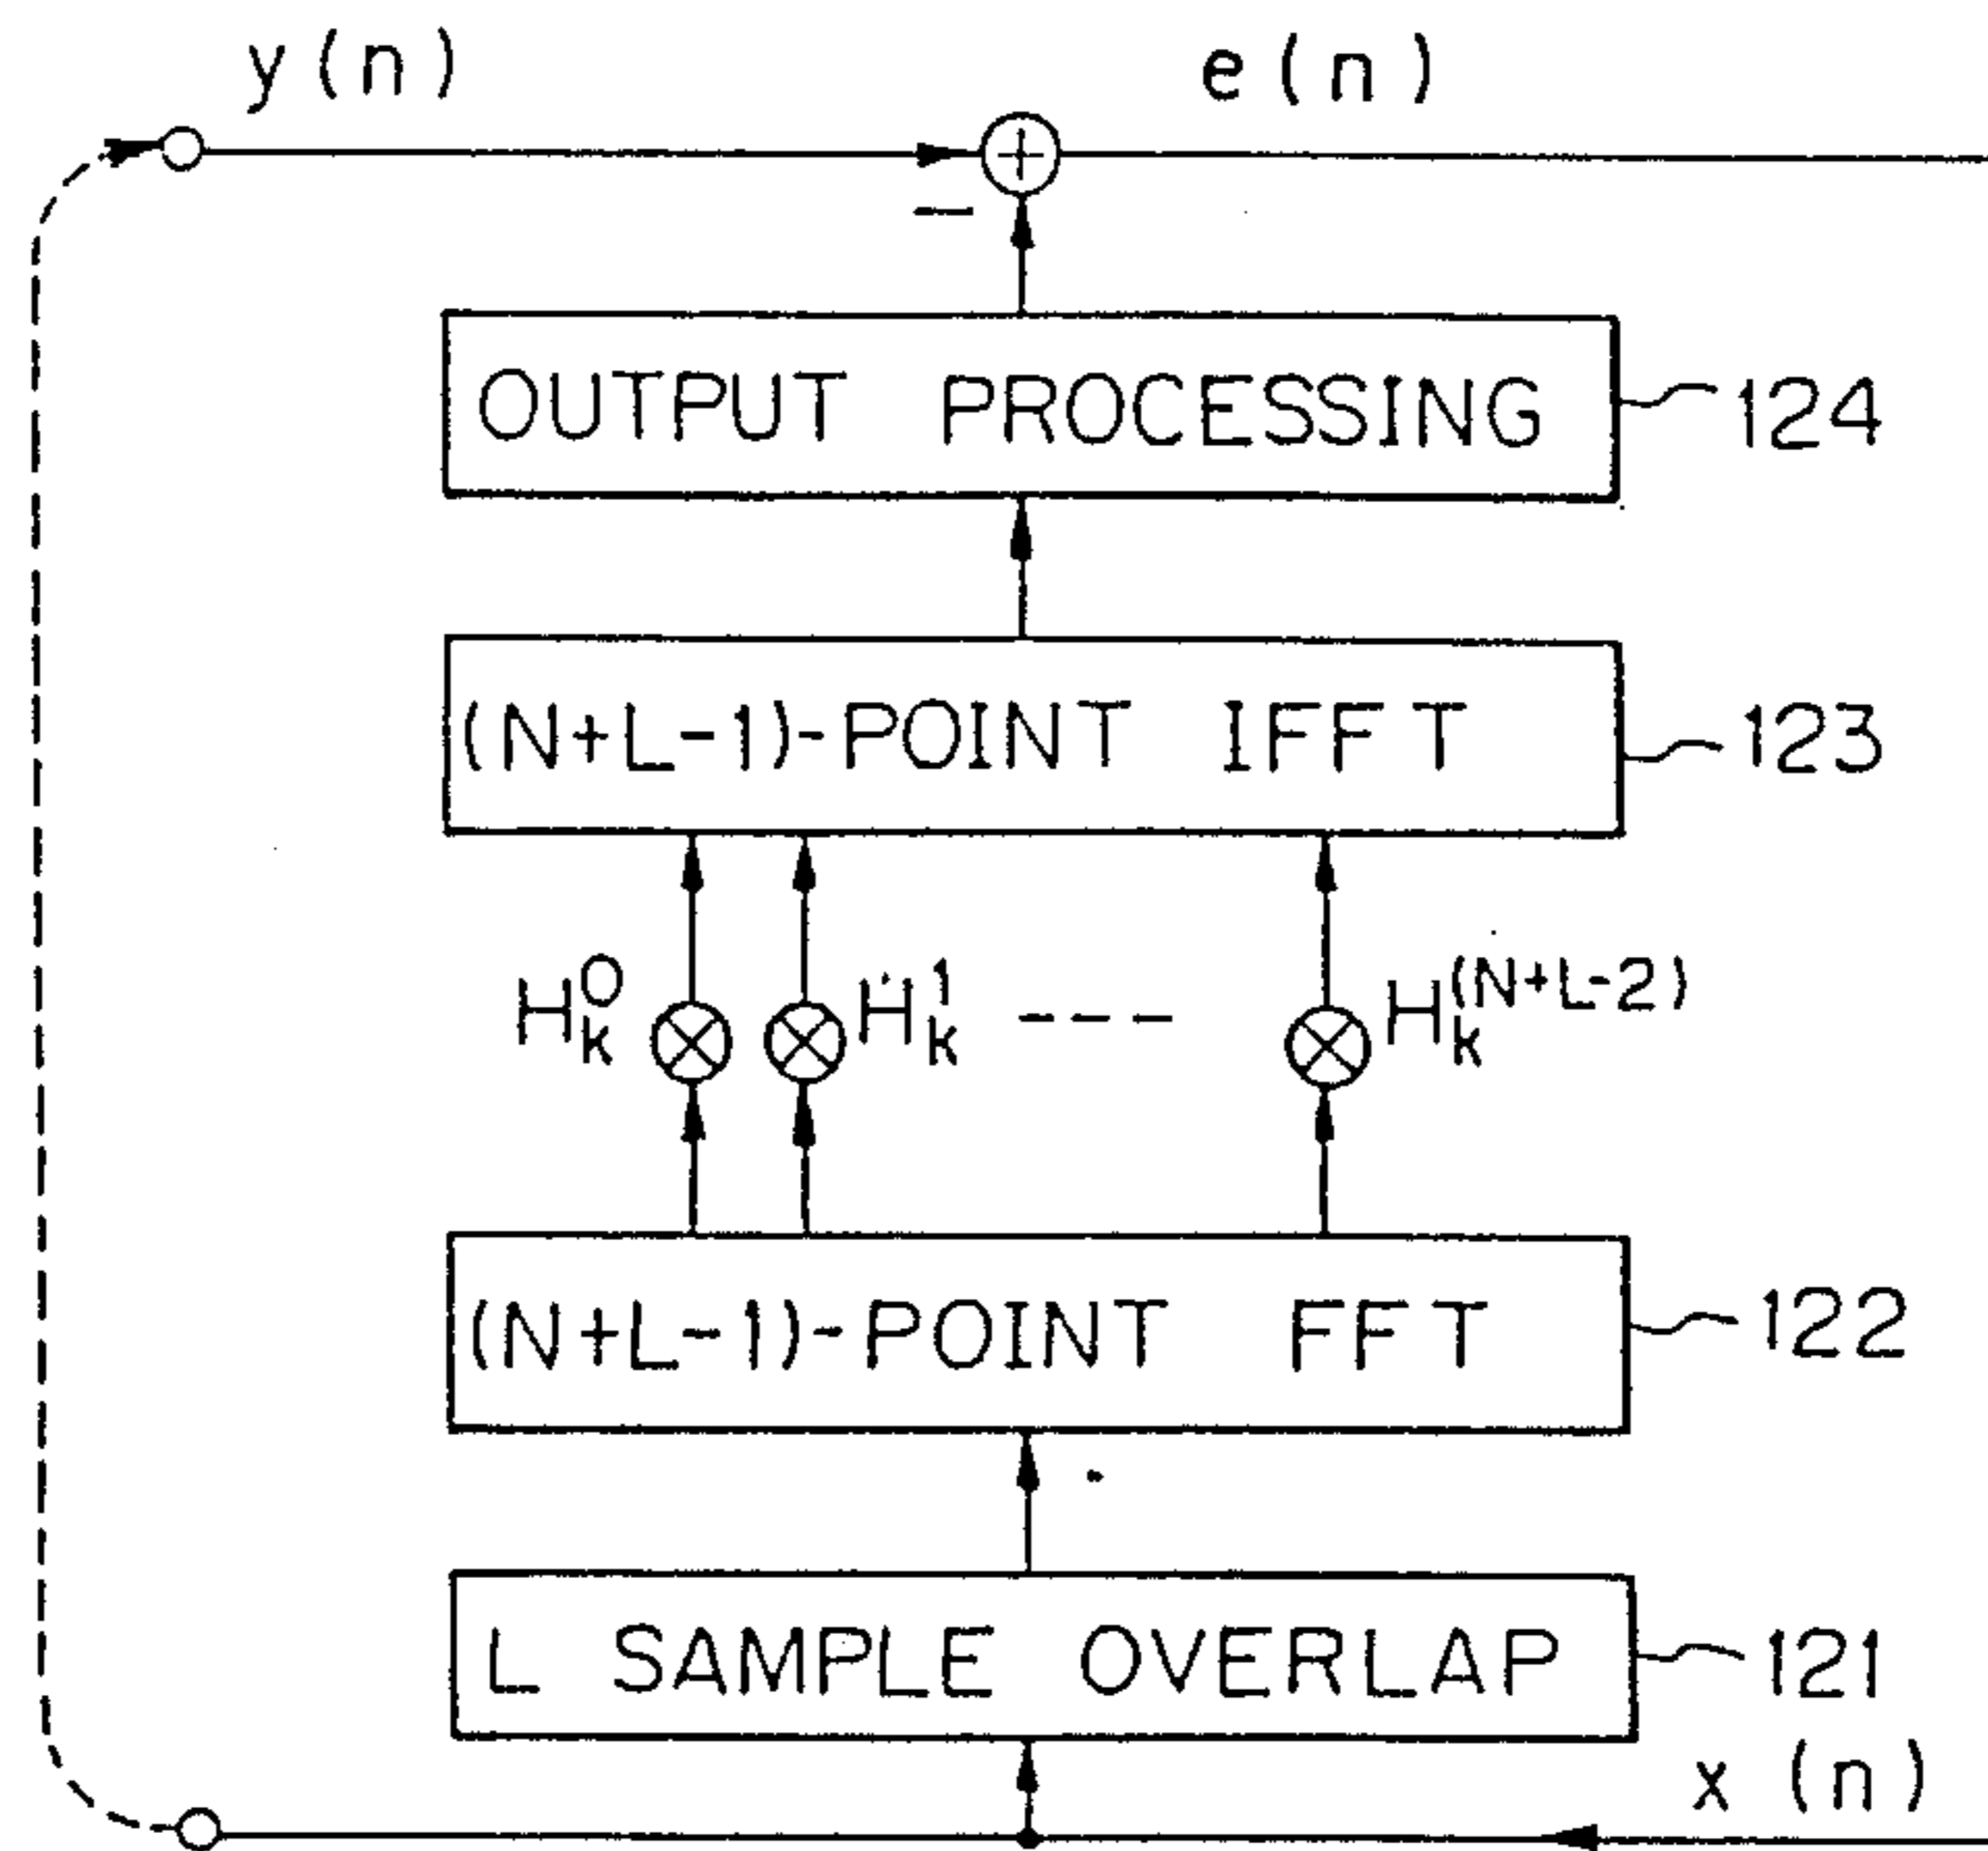 y(n) e(n)
−
OUTPUT PROCESSING 124
(N+L-1)-POINT IFFT 123
H_k^0 H_k^1 --- H_k^(N+L-2)
(N+L-1)-POINT FFT 122
L SAMPLE OVERLAP 121
x(n)